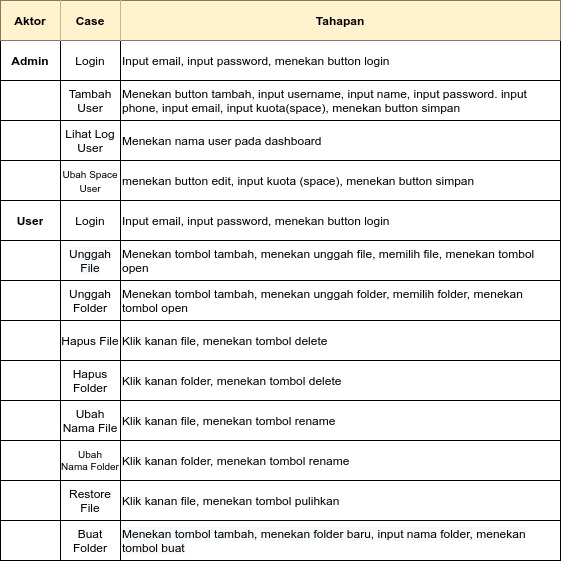 Aktor Case Tahapan
Admin Login Input email, input password, menekan button login
Tambah User Menekan button tambah, input username, input name, input password. input
phone, input email, input kuota(space), menekan button simpan
Lihat Log User Menekan nama user pada dashboard
Ubah Space User menekan button edit, input kuota (space), menekan button simpan
User Login Input email, input password, menekan button login
Unggah File Menekan tombol tambah, menekan unggah file, memilih file, menekan tombol
open
Unggah Folder Menekan tombol tambah, menekan unggah folder, memilih folder, menekan
tombol open
Hapus File Klik kanan file, menekan tombol delete
Hapus Folder Klik kanan folder, menekan tombol delete
Ubah Nama File Klik kanan file, menekan tombol rename
Ubah Nama Folder Klik kanan folder, menekan tombol rename
Restore File Klik kanan file, menekan tombol pulihkan
Buat Folder Menekan tombol tambah, menekan folder baru, input nama folder, menekan
tombol buat